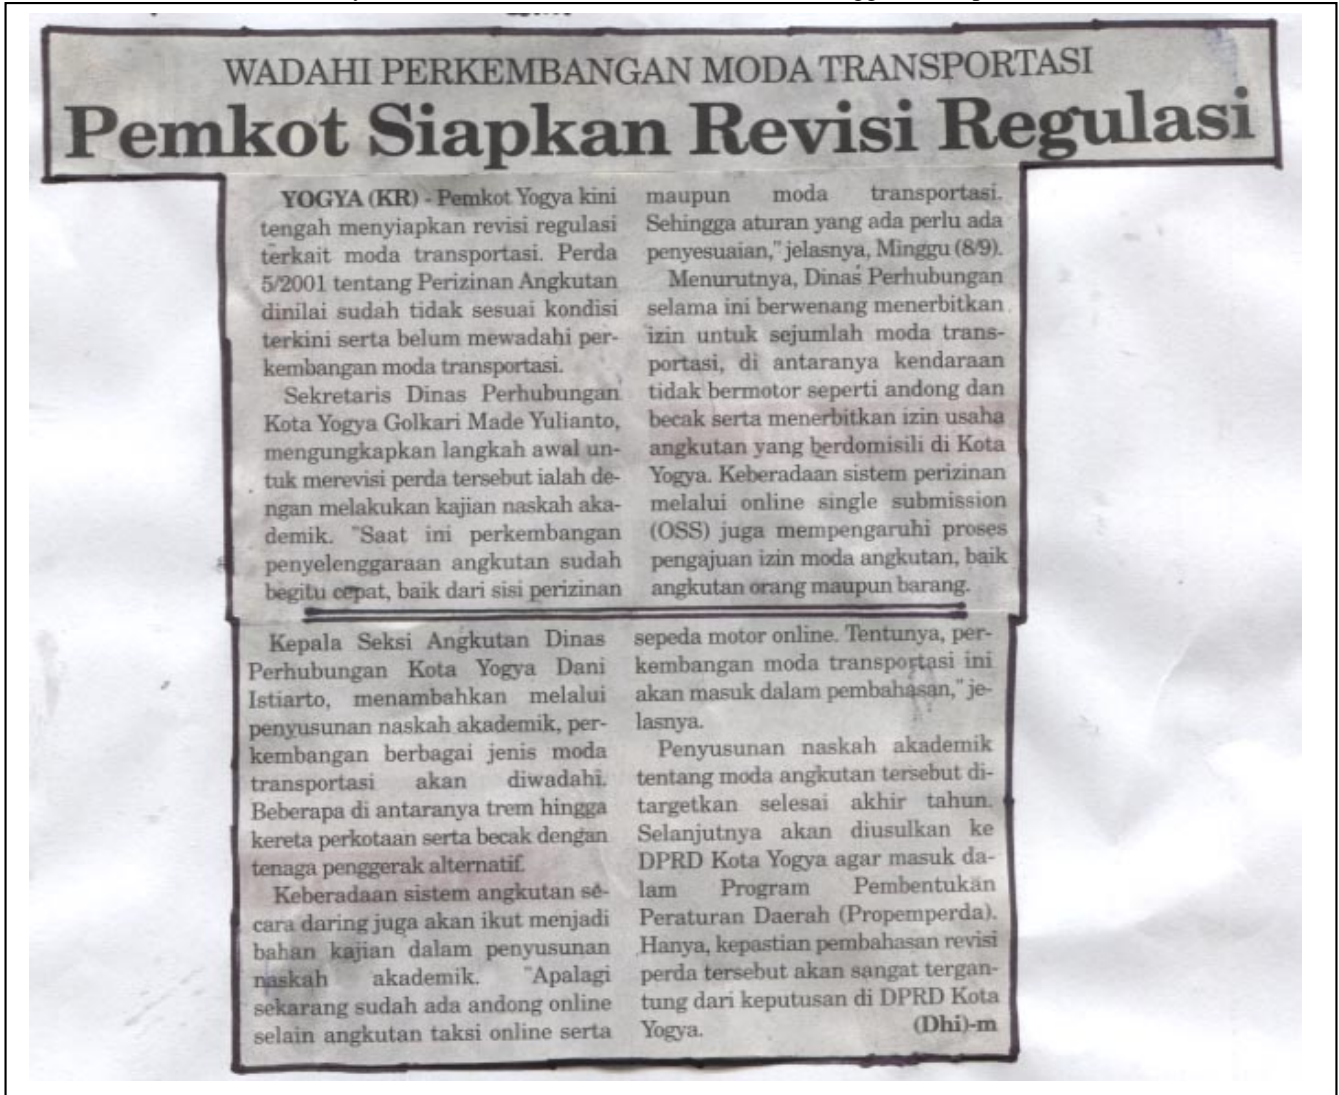 WADAHI PERKEMBANGAN MODA TRANSPORTASI
Pemkot Siapkan Revisi Regulasi
YOGYA (KR) - Pemkot Yogya kini
tengah menyiapkan revisi regulasi
terkait moda transportasi. Perda
5/2001 tentang Perizinan Angkutan
dinilai sudah tidak sesuai kondisi
terkini serta belum mewadahi per-
kembangan moda transportasi.
Sekretaris Dinas Perhubungan
Kota Yogya Golkari Made Yulianto,
mengungkapkan langkah awal un-
tuk merevisi perda tersebut ialah de-
ngan melakukan kajian naskah aka-
demik. "Saat ini perkembangan
penyelenggaraan angkutan sudah
begitu cepat, baik dari sisi perizinan
maupun moda transportasi.
Sehingga aturan yang ada perlu ada
penyesuaian," jelasnya, Minggu (8/9).
Menurutnya, Dinas Perhubungan
selama ini berwenang menerbitkan
izin untuk sejumlah moda trans-
portasi, di antaranya kendaraan
tidak bermotor seperti andong dan
becak serta menerbitkan izin usaha
angkutan yang berdomisili di Kota
Yogya. Keberadaan sistem perizinan
melalui online single submission
(OSS) juga mempengaruhi proses
pengajuan izin moda angkutan, baik
angkutan orang maupun barang.
Kepala Seksi Angkutan Dinas
Perhubungan Kota Yogya Dani
Istiarto, menambahkan melalui
penyusunan naskah akademik, per-
kembangan berbagai jenis moda
transportasi akan diwadahi.
Beberapa di antaranya trem hingga
kereta perkotaan serta becak dengan
tenaga penggerak alternatif.
Keberadaan sistem angkutan se-
cara daring juga akan ikut menjadi
bahan kajian dalam penyusunan
naskah akademik. "Apalagi
sekarang sudah ada andong online
selain angkutan taksi online serta
sepeda motor online. Tentunya, per-
kembangan moda transportasi ini
akan masuk dalam pembahasan," je-
lasnya.
Penyusunan naskah akademik
tentang moda angkutan tersebut di-
targetkan selesai akhir tahun.
Selanjutnya akan diusulkan ke
DPRD Kota Yogya agar masuk da-
lam Program Pembentukan
Peraturan Daerah (Propemperda).
Hanya, kepastian pembahasan revisi
perda tersebut akan sangat tergan-
tung dari keputusan di DPRD Kota
Yogya. (Dhi)-m